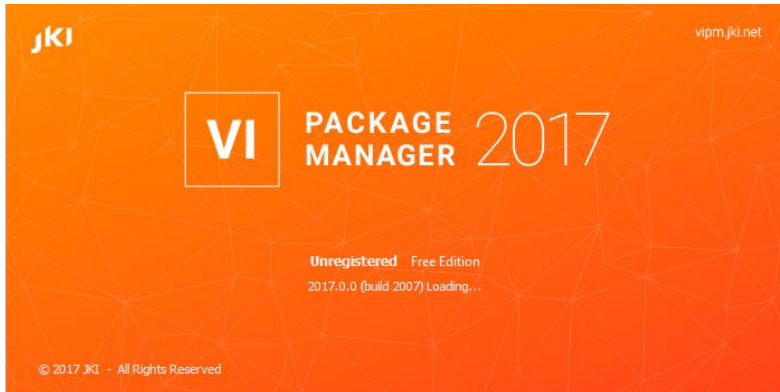 JKI
vipm.jki.net
VI
PACKAGE
MANAGER
2017
Unregistered Free Edition
2017.0.0 (build 2007) Loading...
© 2017 JKI - All Rights Reserved